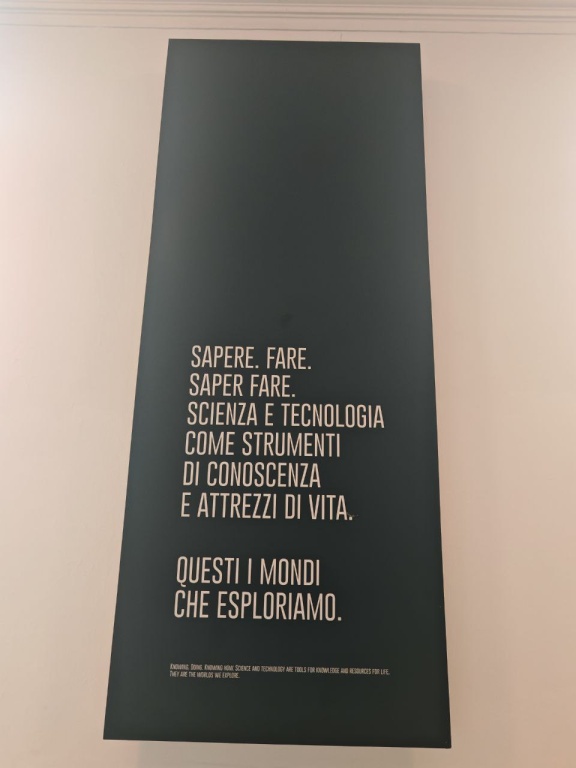 SAPERE. FARE.
SAPER FARE.
SCIENZA E TECNOLOGIA
COME STRUMENTI
DI CONOSCENZA
E ATTREZZI DI VITA.
QUESTI I MONDI
CHE ESPLORIAMO.
Knowing. Doing. Knowing how. Science and technology are tools for knowledge and resources for life.
They are the worlds we explore.